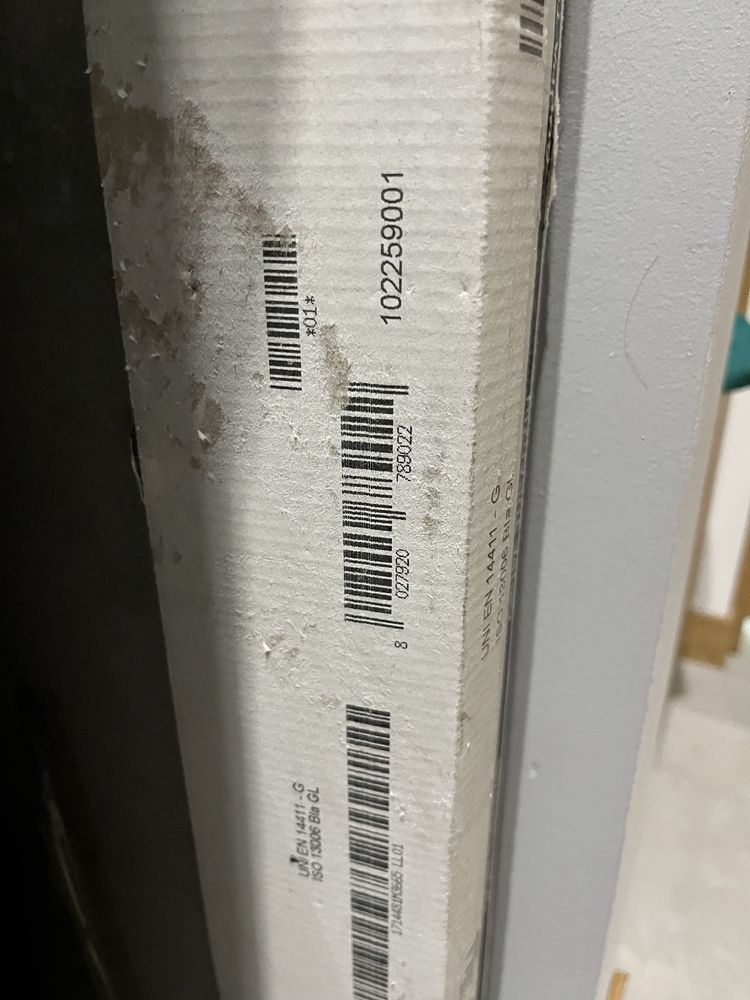 *01*
102259001
8 027920 789022
UNI EN 14411 - G
ISO 13006 BIa GL
LL01
UNI EN 14411 - G
ISO 13006 BIa GL